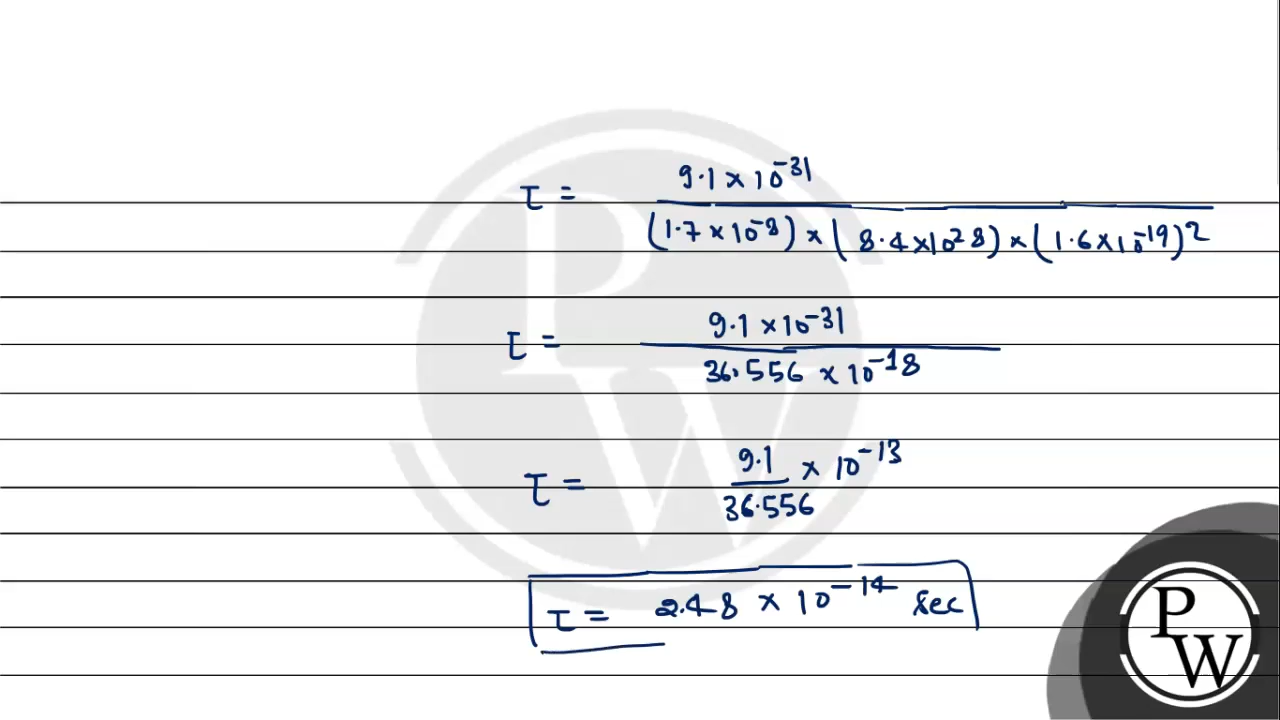 τ = 9.1 × 10⁻³¹ / (1.7 × 10⁻⁸) × (8.4 × 10²⁸) × (1.6 × 10⁻¹⁹)²
τ = 9.1 × 10⁻³¹ / 36.556 × 10⁻¹⁸
τ = 9.1 / 36.556 × 10⁻¹³
τ = 2.48 × 10⁻¹⁴ sec
PW
PW